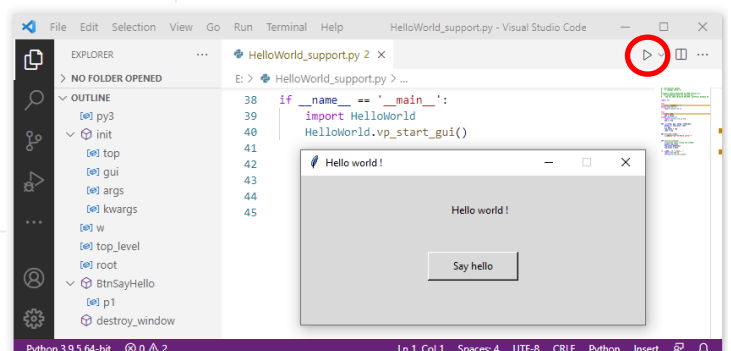 File Edit Selection View Go Run Terminal Help HelloWorld_support.py - Visual Studio Code
EXPLORER ...
HelloWorld_support.py 2
NO FOLDER OPENED
E: > HelloWorld_support.py > ...
OUTLINE
py3
init
top
gui
args
kwargs
w
top_level
root
BtnSayHello
p1
destroy_window
38 if __name__ == '__main__':
39 import HelloWorld
40 HelloWorld.vp_start_gui()
41
42
43
44
45
Hello world !
Hello world !
Say hello
Python 3.9.5 64-bit 0 2 Ln 1, Col 1 Spaces: 4 UTF-8 CRLF Python Insert